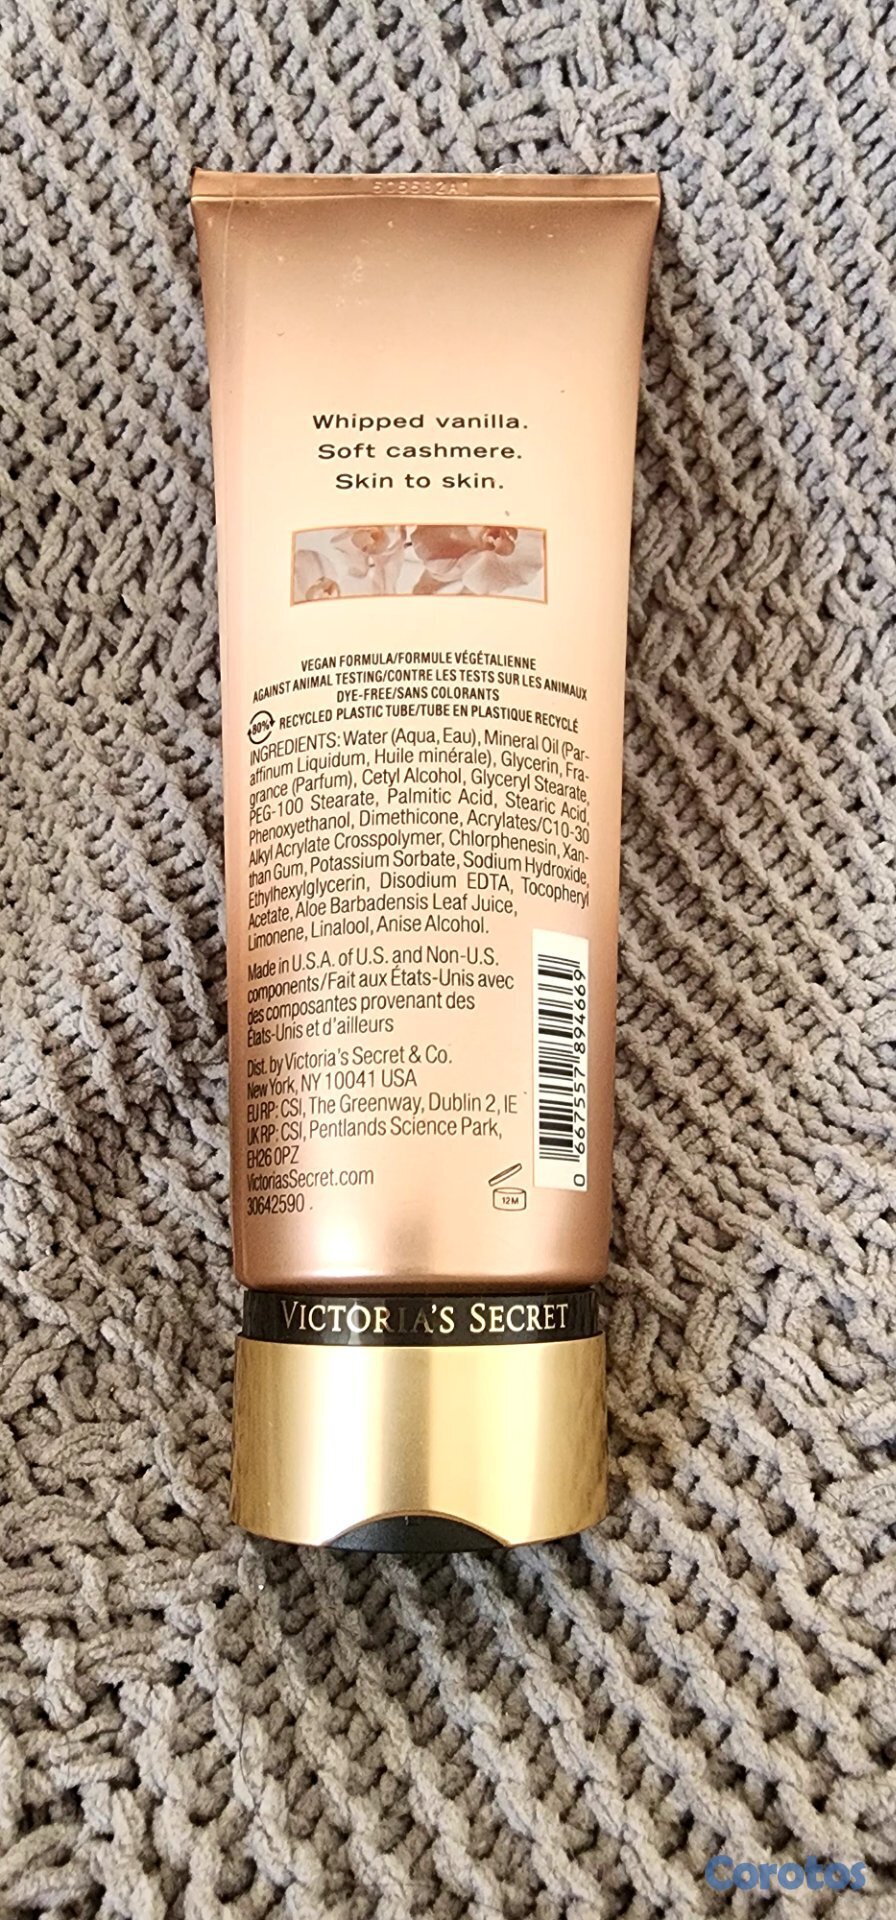 Whipped vanilla.
Soft cashmere.
Skin to skin.
VEGAN FORMULA/FORMULE VÉGÉTALIENNE
AGAINST ANIMAL TESTING/CONTRE LES TESTS SUR LES ANIMAUX
DYE-FREE/SANS COLORANTS
80% RECYCLED PLASTIC TUBE/TUBE EN PLASTIQUE RECYCLÉ
INGREDIENTS: Water (Aqua, Eau), Mineral Oil (Par-
affinum Liquidum, Huile minérale), Glycerin, Fra-
grance (Parfum), Cetyl Alcohol, Glyceryl Stearate,
PEG-100 Stearate, Palmitic Acid, Stearic Acid,
Phenoxyethanol, Dimethicone, Acrylates/C10-30
Alkyl Acrylate Crosspolymer, Chlorphenesin, Xan-
than Gum, Potassium Sorbate, Sodium Hydroxide,
Ethylhexylglycerin, Disodium EDTA, Tocopheryl
Acetate, Aloe Barbadensis Leaf Juice,
Limonene, Linalool, Anise Alcohol.
Made in U.S.A. of U.S. and Non-U.S.
components/Fait aux États-Unis avec
des composantes provenant des
États-Unis et d'ailleurs
Dist. by Victoria's Secret & Co.
New York, NY 10041 USA
EU RP: CSI, The Greenway, Dublin 2, IE
UK RP: CSI, Pentlands Science Park,
EH26 0PZ
VictoriasSecret.com
30642590
0 667557 894669
12M
VICTORIA'S SECRET
Corotos